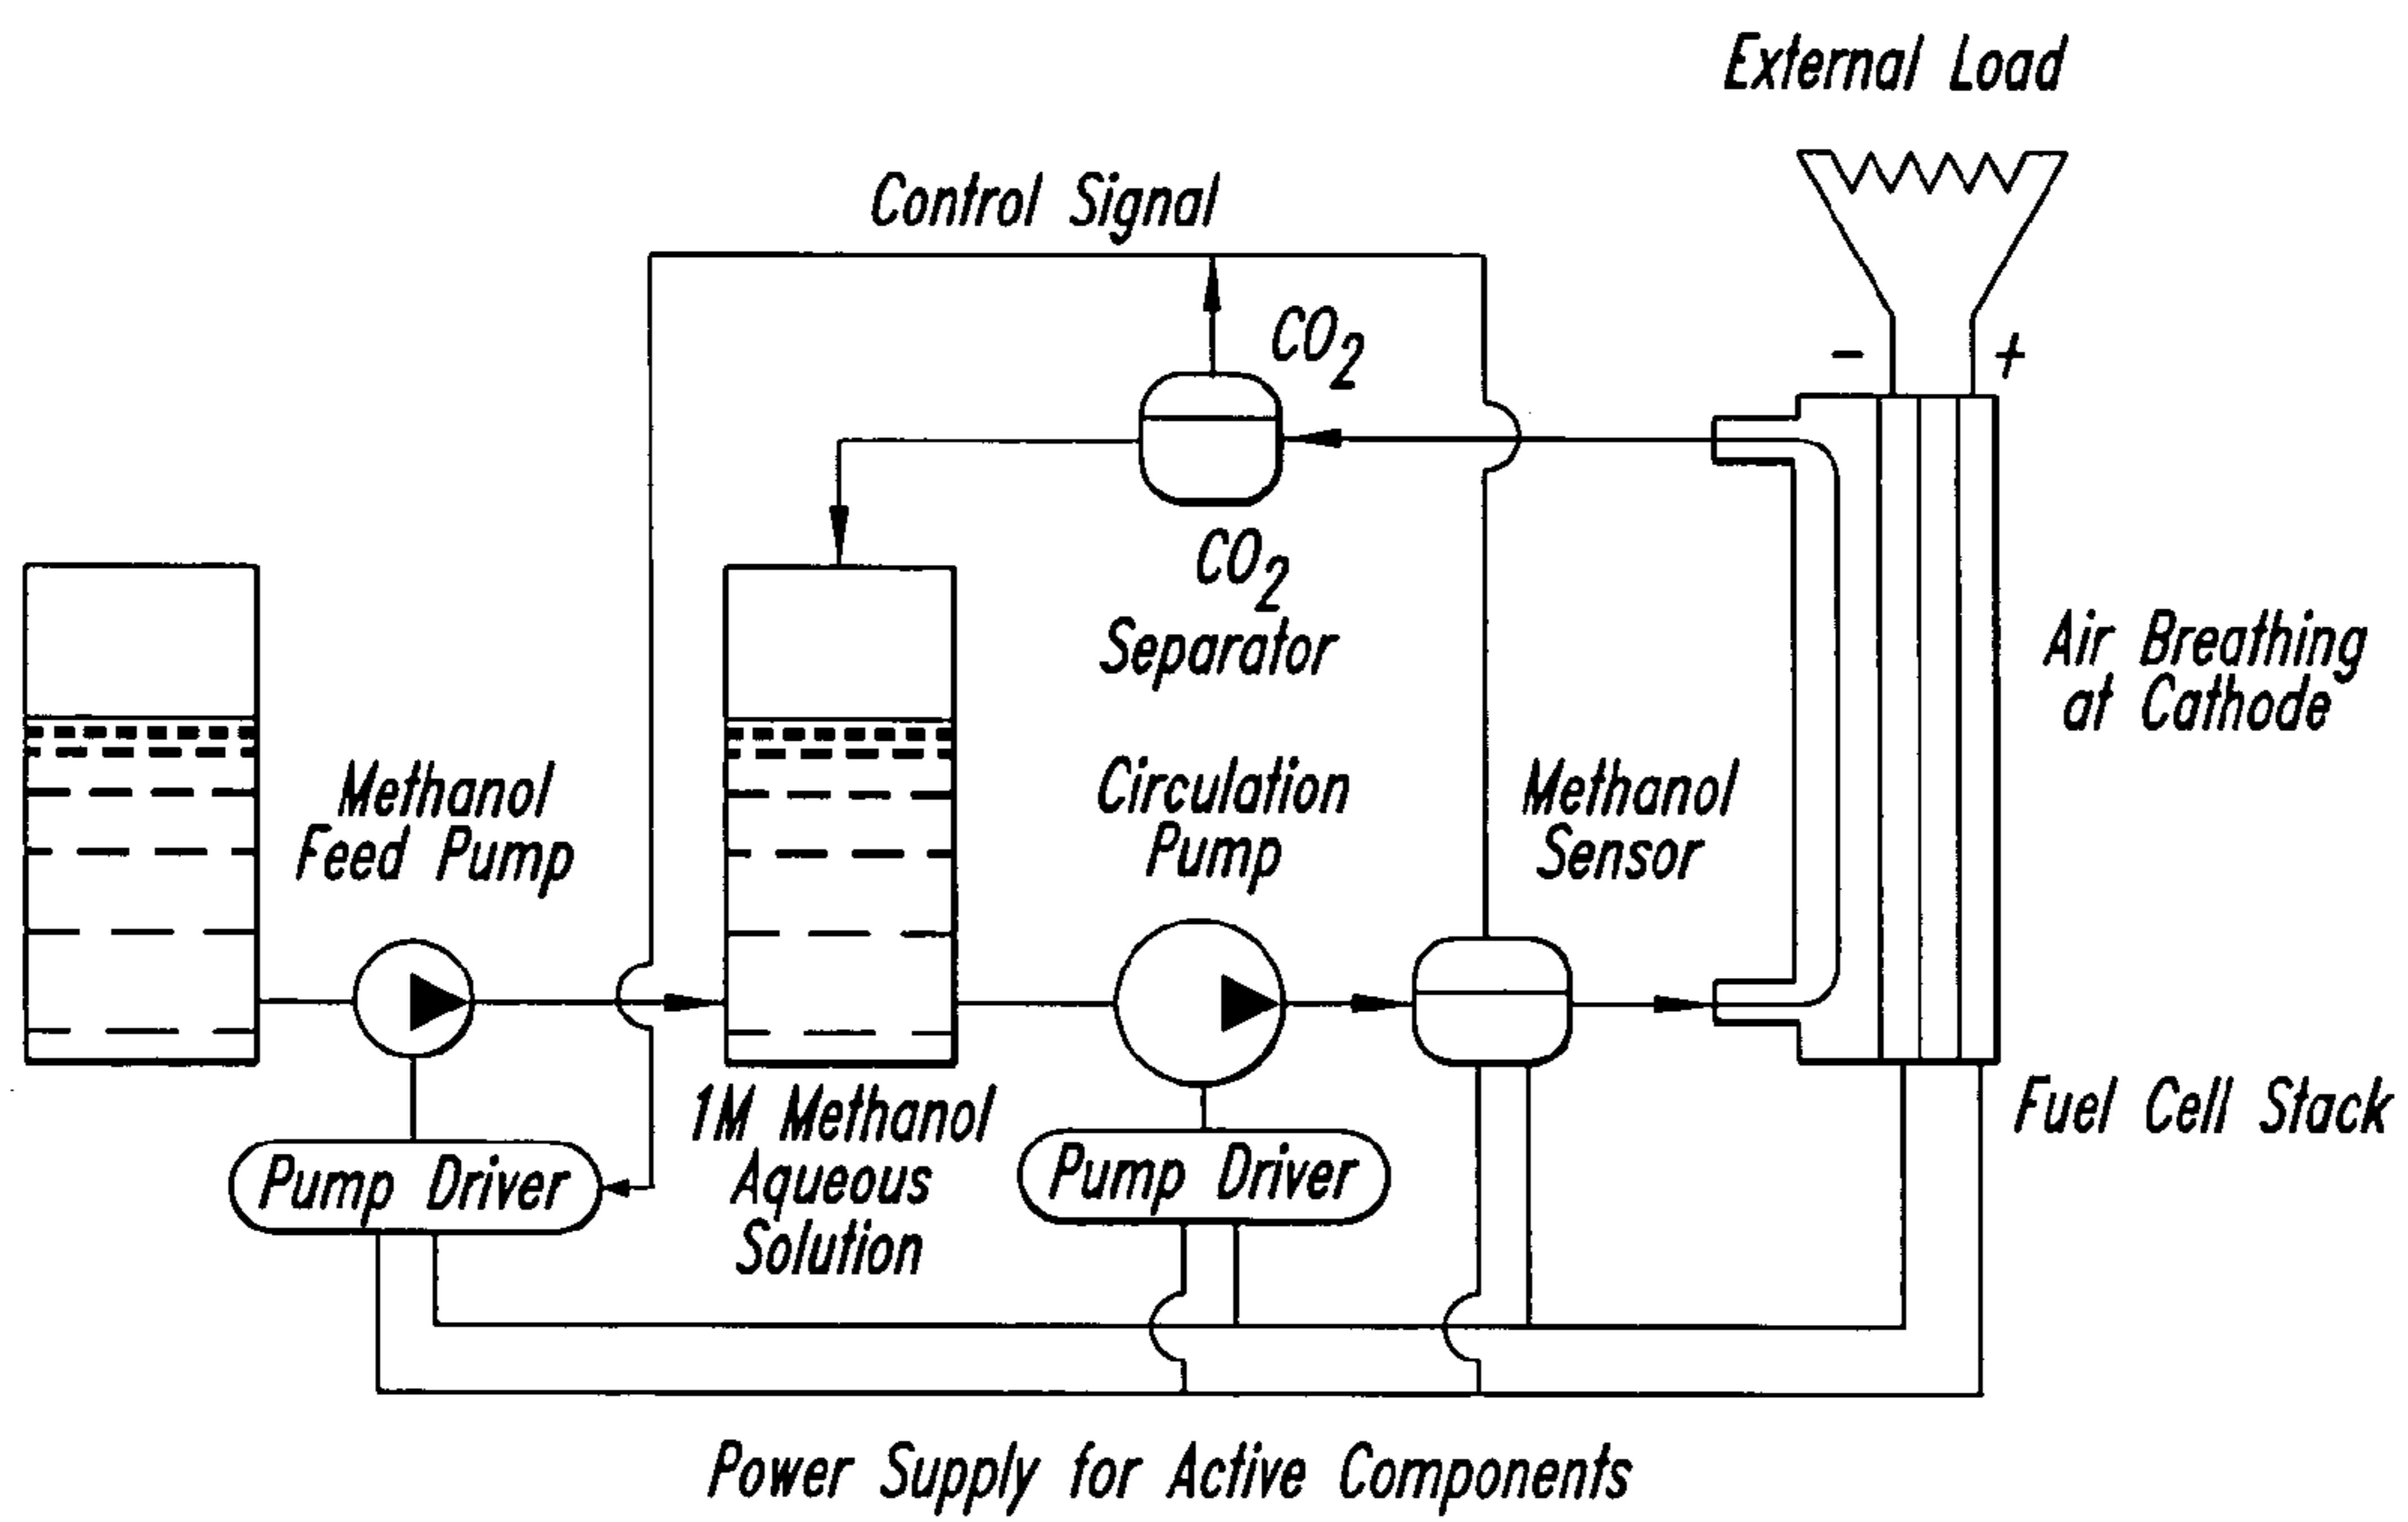 External Load
Control Signal
CO2
- +
CO2
Separator
Air Breathing
at Cathode
Methanol
Feed Pump
Circulation
Pump
Methanol
Sensor
1M Methanol
Aqueous
Solution
Fuel Cell Stack
Pump Driver
Pump Driver
Power Supply for Active Components